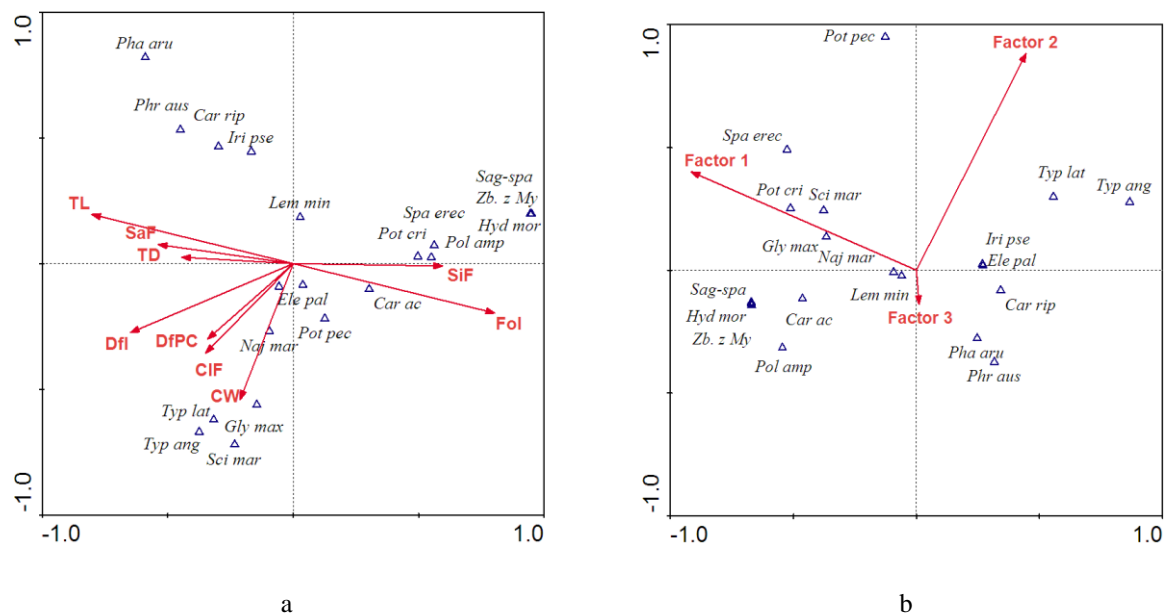 1.0
Pha aru
Phr aus
Car rip
Iri pse
Lem min
Sag-spa
Zb. z My
Hyd mor
Spa erec
Pot cri
Pol amp
TL
SaF
TD
SiF
Ele pal
Car ac
FoI
Pot pec
DfI
DfPC
Naj mar
CIF
CW
Typ lat
Gly max
Typ ang
Sci mar
-1.0
-1.0
1.0
a
1.0
Pot pec
Factor 2
Spa erec
Factor 1
Pot cri
Sci mar
Typ lat
Typ ang
Gly max
Naj mar
Iri pse
Ele pal
Lem min
Sag-spa
Hyd mor
Zb. z My
Car ac
Factor 3
Car rip
Pol amp
Pha aru
Phr aus
-1.0
-1.0
1.0
b